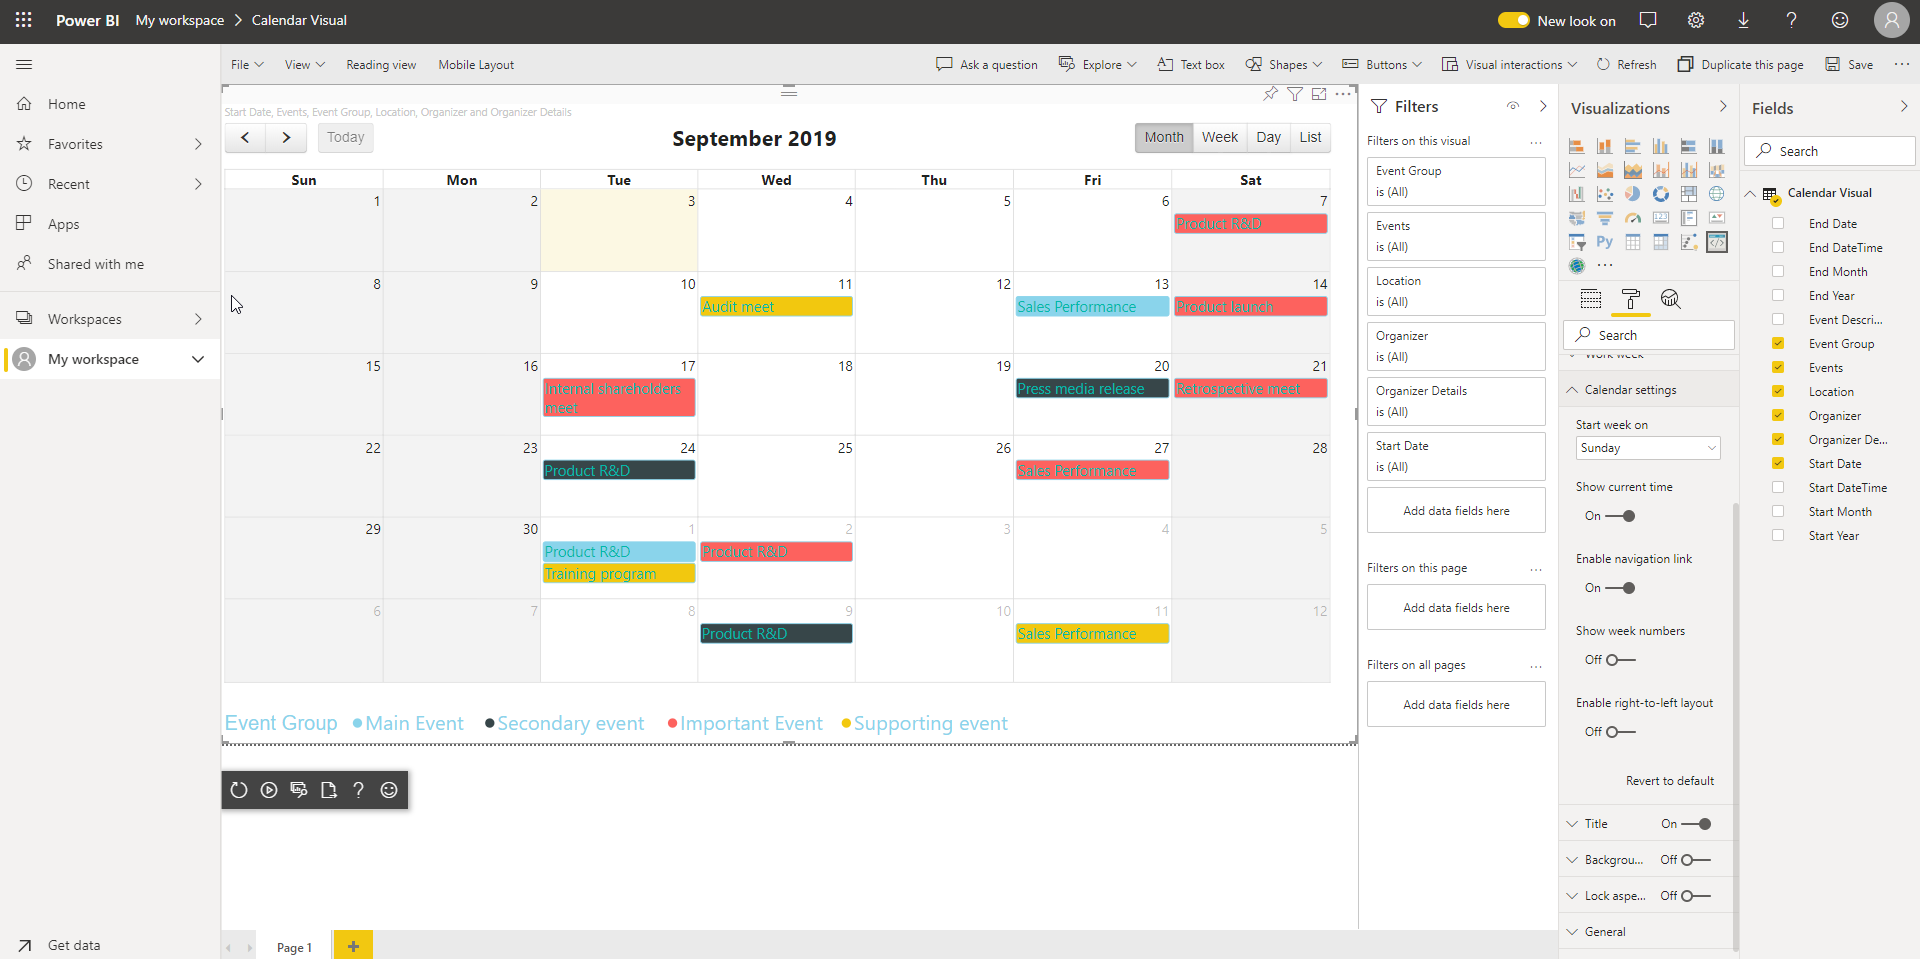 Power BI My workspace > Calendar Visual New look on
File View Reading view Mobile Layout Ask a question Explore Text box Shapes Buttons Visual interactions Refresh Duplicate this page Save
Home
Favorites
Recent
Apps
Shared with me
Workspaces
My workspace
Get data
Start Date, Events, Event Group, Location, Organizer and Organizer Details
Today
September 2019
Month Week Day List
Sun Mon Tue Wed Thu Fri Sat
1 2 3 4 5 6 7
Product R&D
8 9 10 11 12 13 14
Audit meet Sales Performance Product launch
15 16 17 18 19 20 21
Internal shareholders Press media release Retrospective meet
meet
22 23 24 25 26 27 28
Product R&D Sales Performance
29 30 1 2 3 4 5
Product R&D Product R&D
Training program
6 7 8 9 10 11 12
Product R&D Sales Performance
Event Group Main Event Secondary event Important Event Supporting event
Page 1
Filters
Filters on this visual
Event Group
is (All)
Events
is (All)
Location
is (All)
Organizer
is (All)
Organizer Details
is (All)
Start Date
is (All)
Add data fields here
Filters on this page
Add data fields here
Filters on all pages
Add data fields here
Visualizations
Py
123
Search
Work week
Calendar settings
Start week on
Sunday
Show current time
On
Enable navigation link
On
Show week numbers
Off
Enable right-to-left layout
Off
Revert to default
Title On
Backgrou... Off
Lock aspe... Off
General
Fields
Search
Calendar Visual
End Date
End DateTime
End Month
End Year
Event Descri...
Event Group
Events
Location
Organizer
Organizer De...
Start Date
Start DateTime
Start Month
Start Year